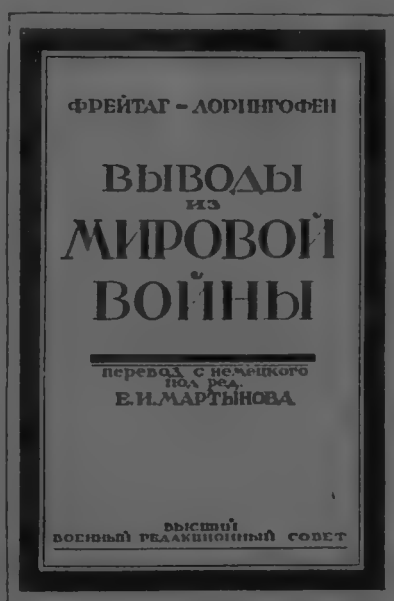 ФРЕЙТАГ - ЛОРИНГОФЕН
ВЫВОДЫ
ИЗ
МИРОВОЙ
ВОЙНЫ
ПЕРЕВОД С НЕМЕЦКОГО
ПОД РЕД.
Е.И.МАРТЫНОВА
ВЫСШИЙ
ВОЕННЫЙ РЕДАКЦИОННЫЙ СОВЕТ